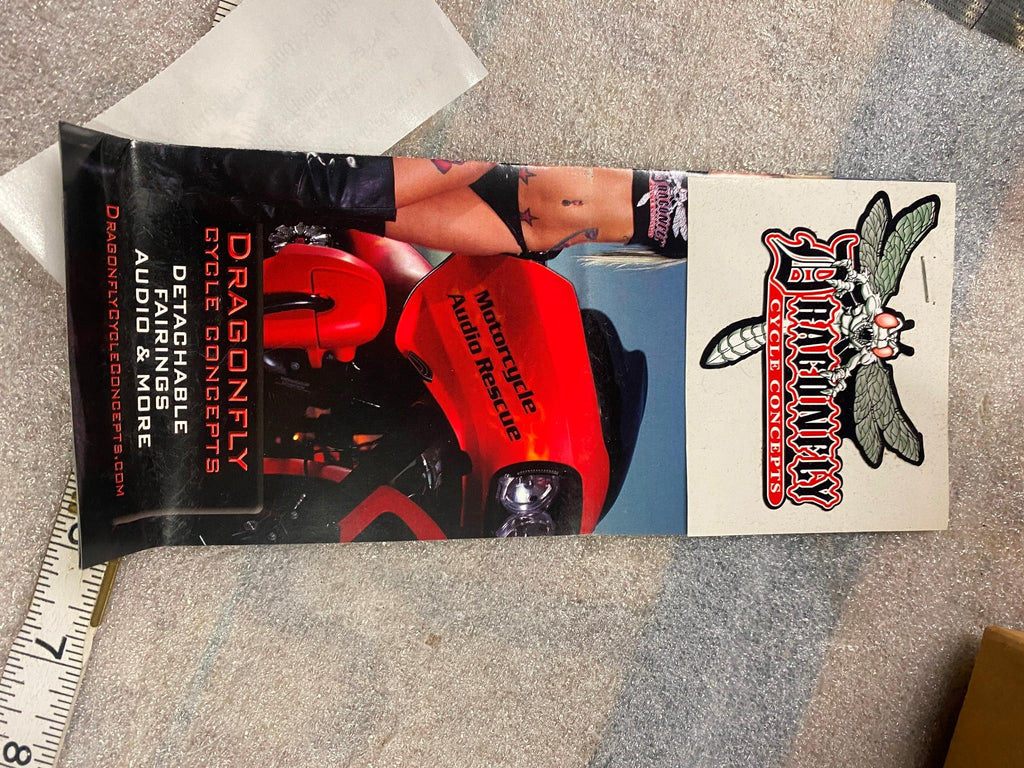 DRAGONFLY
CYCLE CONCEPTS
Motorcycle
Audio Rescue
DRAGONFLY
CYCLE CONCEPTS
DETACHABLE
FAIRINGS
AUDIO & MORE
DRAGONFLYCYCLECONCEPTS.COM
7
8